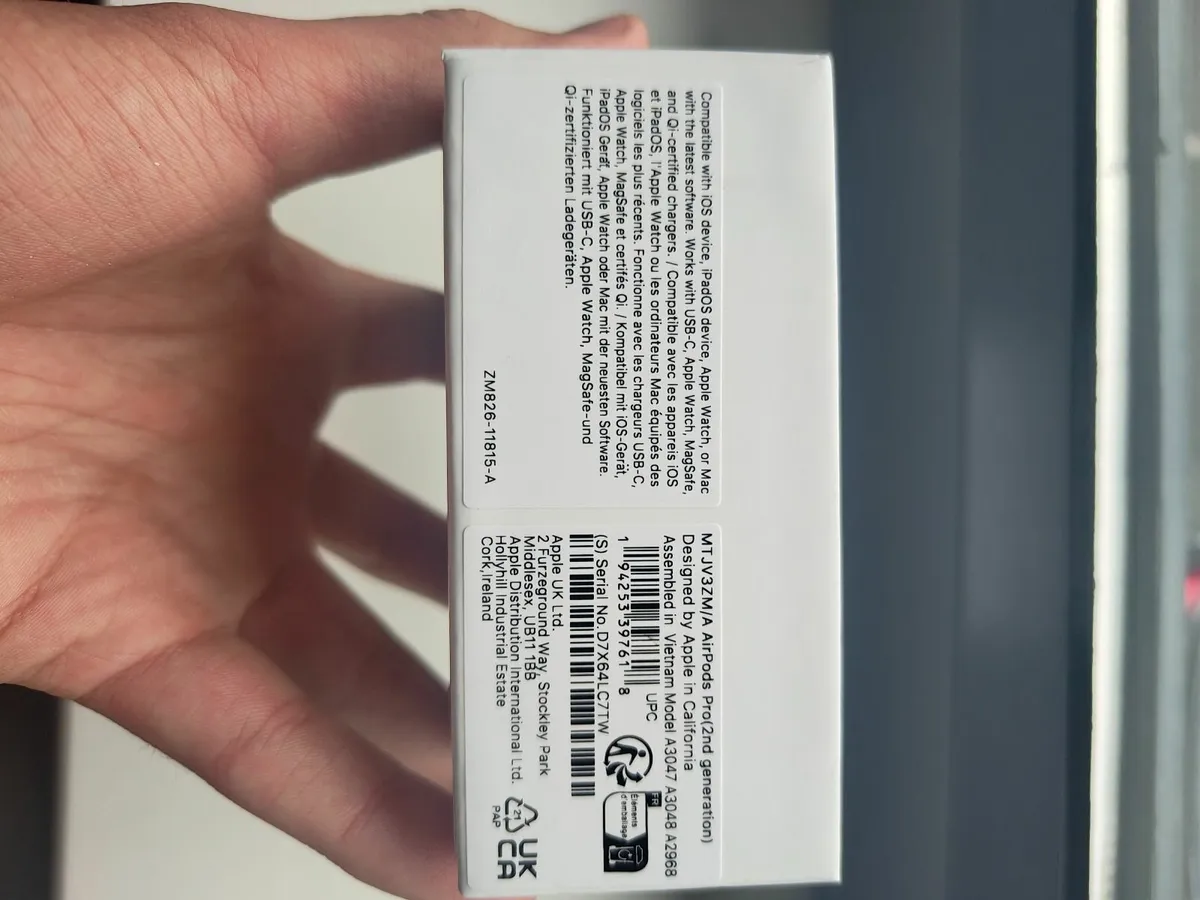 Compatible with iOS device, iPadOS device, Apple Watch, or Mac
with the latest software. Works with USB-C, Apple Watch, MagSafe,
and Qi-certified chargers. / Compatible avec les appareils iOS
et iPadOS, l'Apple Watch ou les ordinateurs Mac équipés des
logiciels les plus récents. Fonctionne avec les chargeurs USB-C,
Apple Watch, MagSafe et certifés Qi. / Kompatibel mit iOS-Gerät,
iPadOS Gerät, Apple Watch oder Mac mit der neuesten Software.
Funktioniert mit USB-C, Apple Watch, MagSafe-und
Qi-zertifizierten Ladegeräten.
ZM826-11815-A
MTJV3ZM/A AirPods Pro(2nd generation)
Designed by Apple in California
Assembled in Vietnam Model A3047 A3048 A2968
UPC
1 94253 39761 8
(S) Serial No. D7X64LC7TW
FR
Éléments
d'emballage
Apple UK Ltd.
2 Furzeground Way, Stockley Park
Middlesex, UB11 1BB
Apple Distribution International Ltd.
Hollyhill Industrial Estate
Cork,Ireland
21
PAP
UK
CA